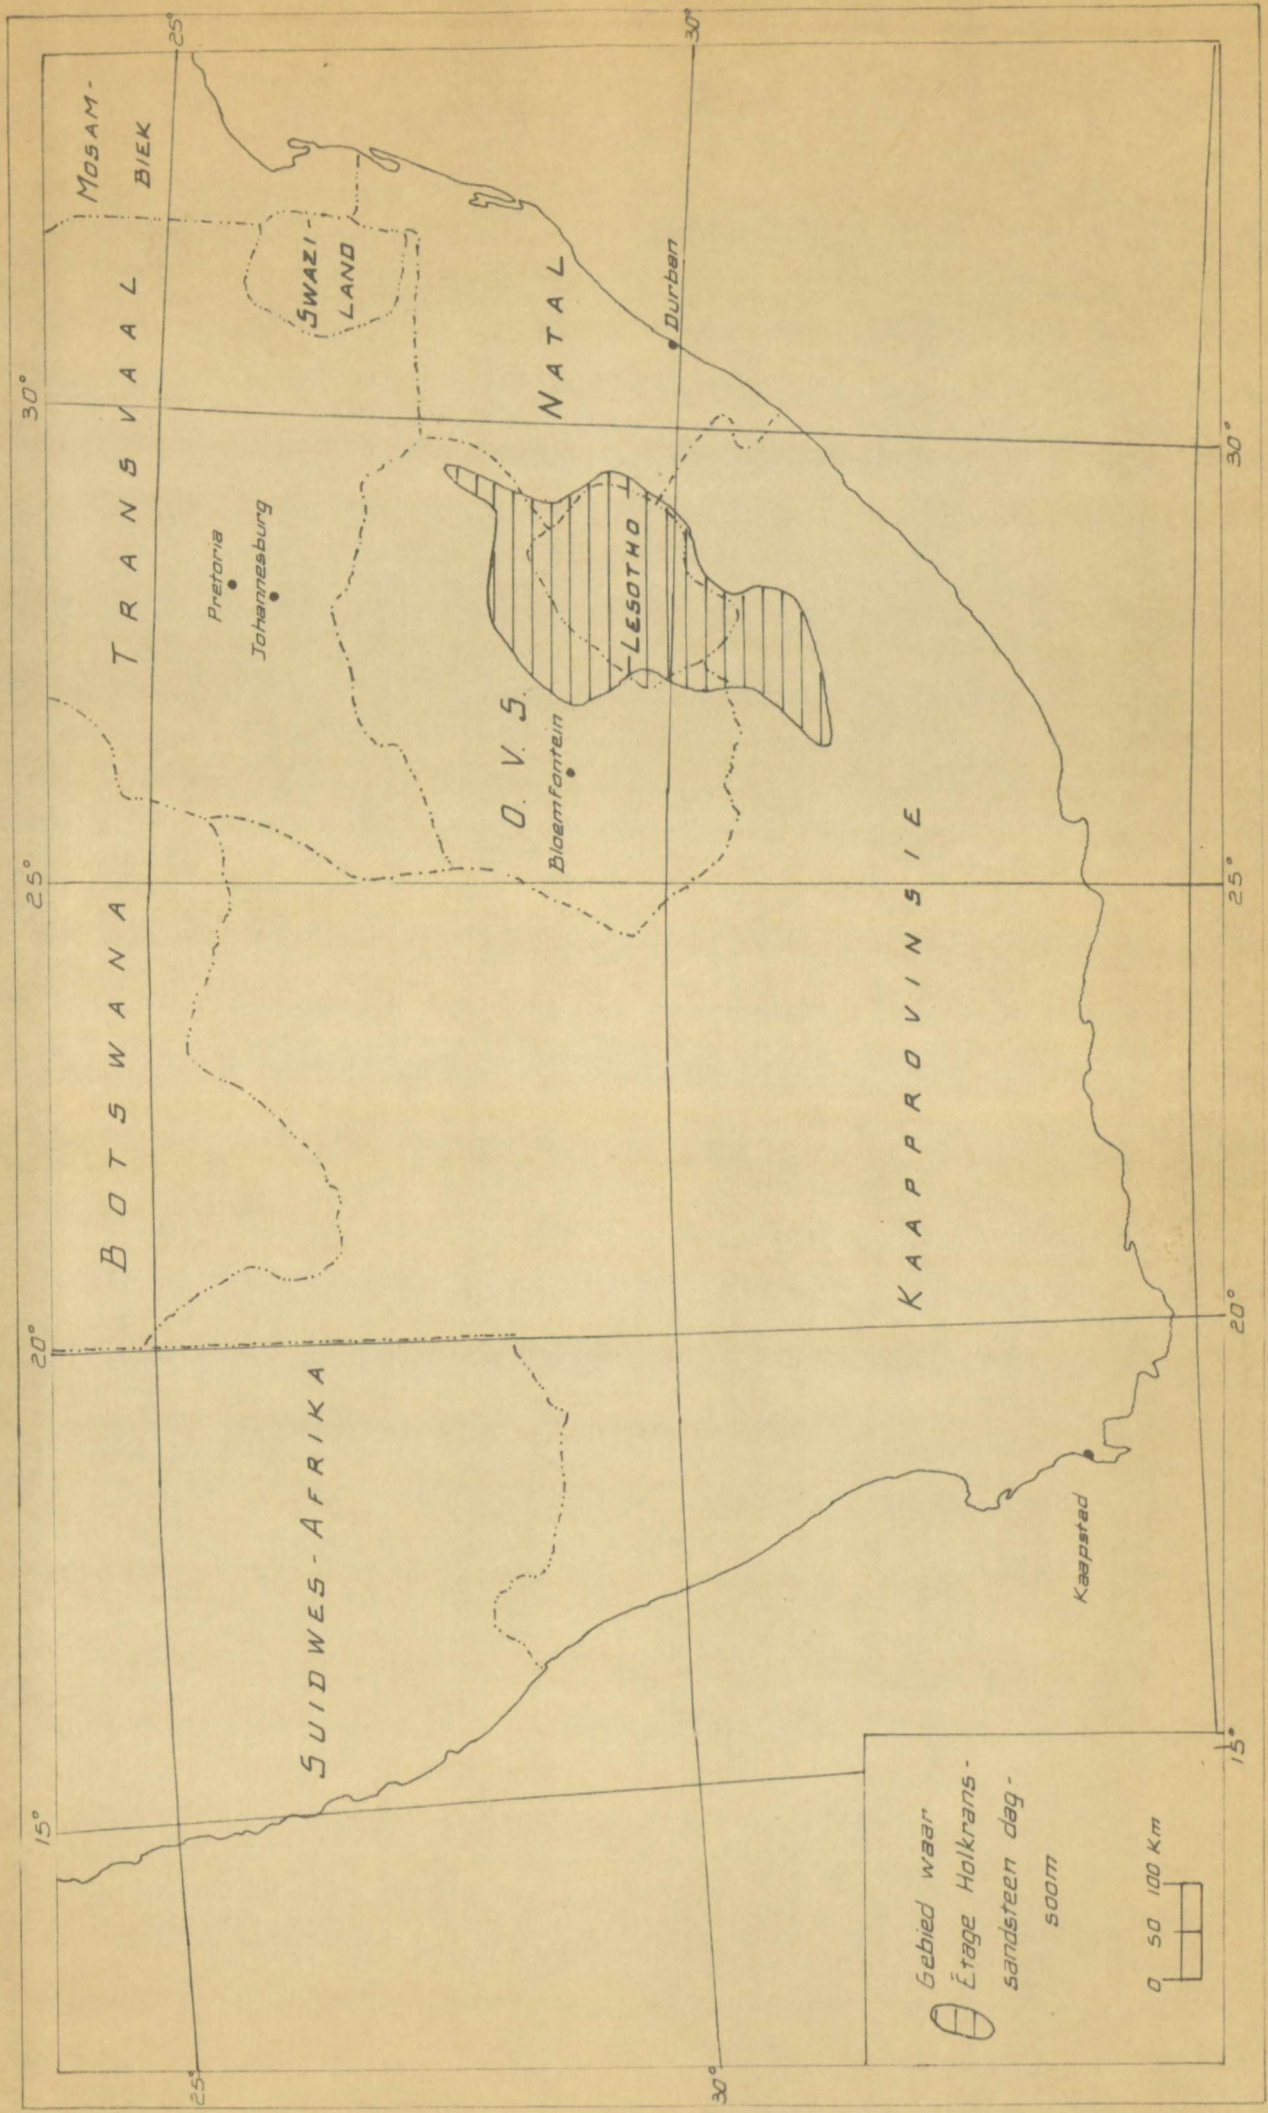 15°
20°
25°
30°
25°
25°
MOSAM-
BIEK
BOTSWANA
TRANSVAAL
Pretoria
Johannesburg
SWAZI-
LAND
SUIDWES-AFRIKA
O. V. S.
Bloemfontein
NATAL
LESOTHO
Durban
30°
30°
KAAPPROVINSIE
Kaapstad
Gebied waar
Étage Holkrans-
sandsteen dag-
soom
0 50 100 Km
15°
20°
25°
30°